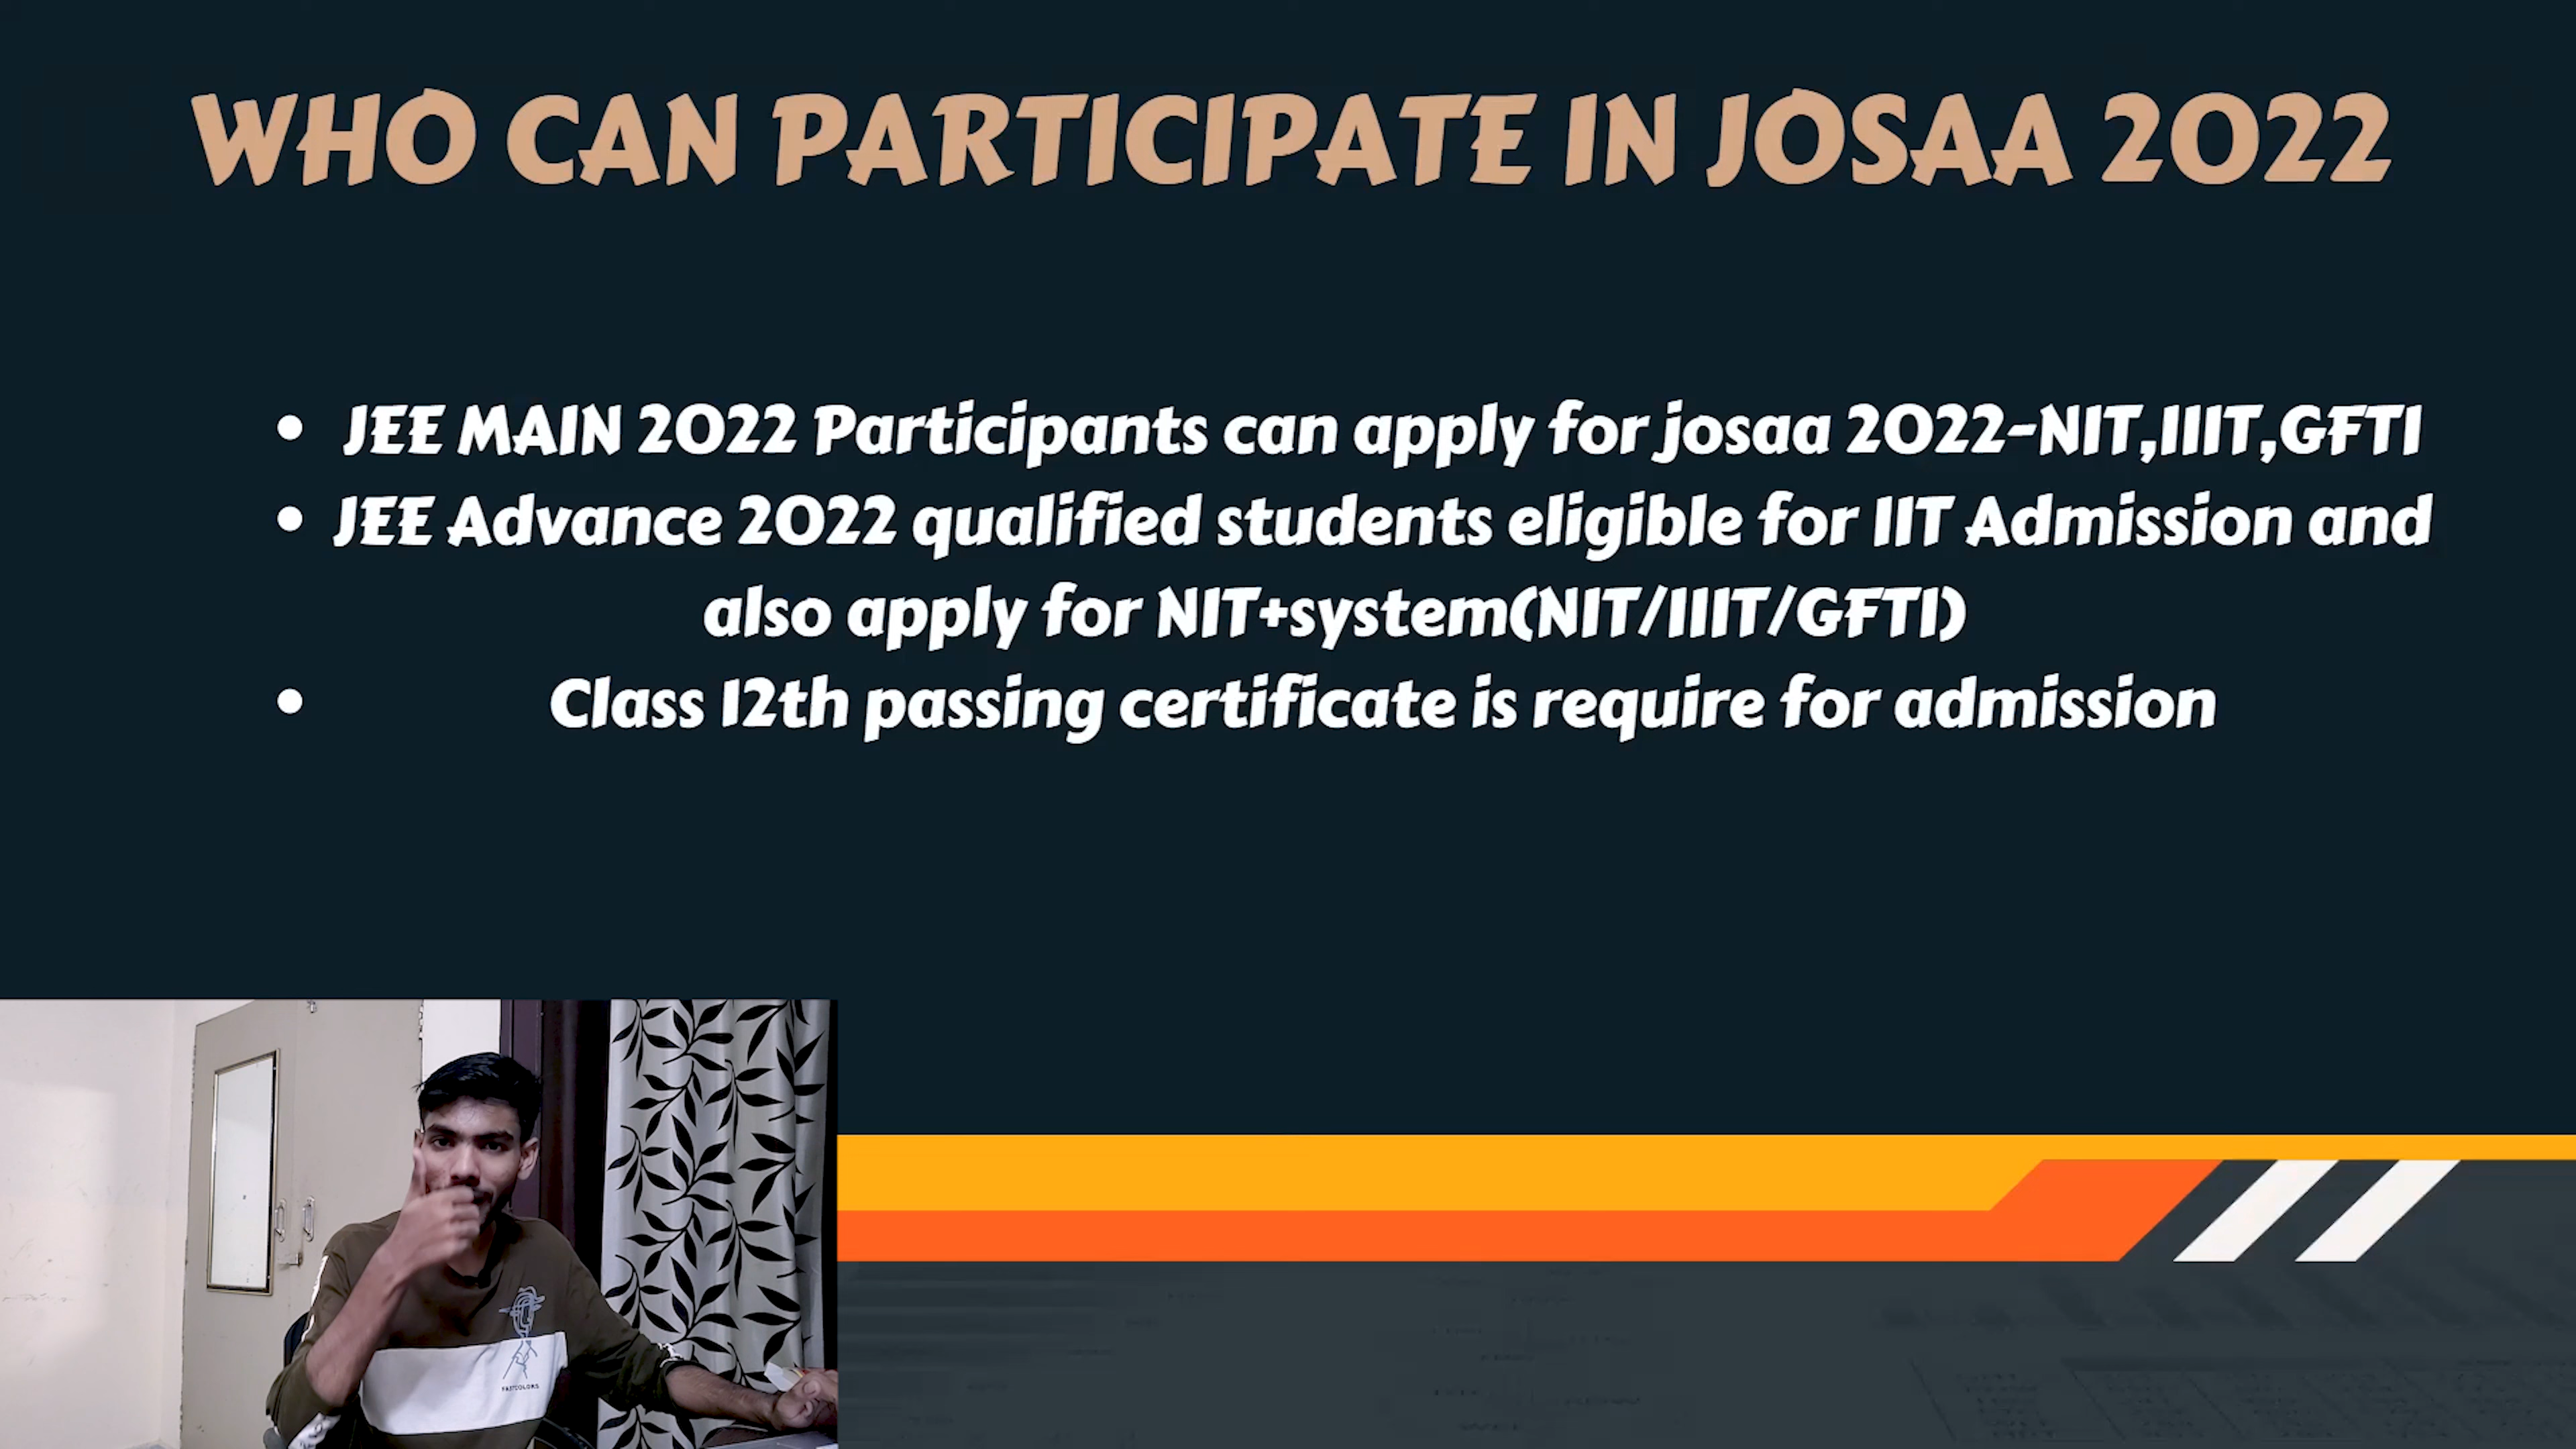 WHO CAN PARTICIPATE IN JOSAA 2022
• JEE MAIN 2022 Participants can apply for josaa 2022-NIT,IIIT,GFTI
• JEE Advance 2022 qualified students eligible for IIT Admission and
also apply for NIT+system(NIT/IIIT/GFTI)
• Class 12th passing certificate is require for admission
FASTCOLORS